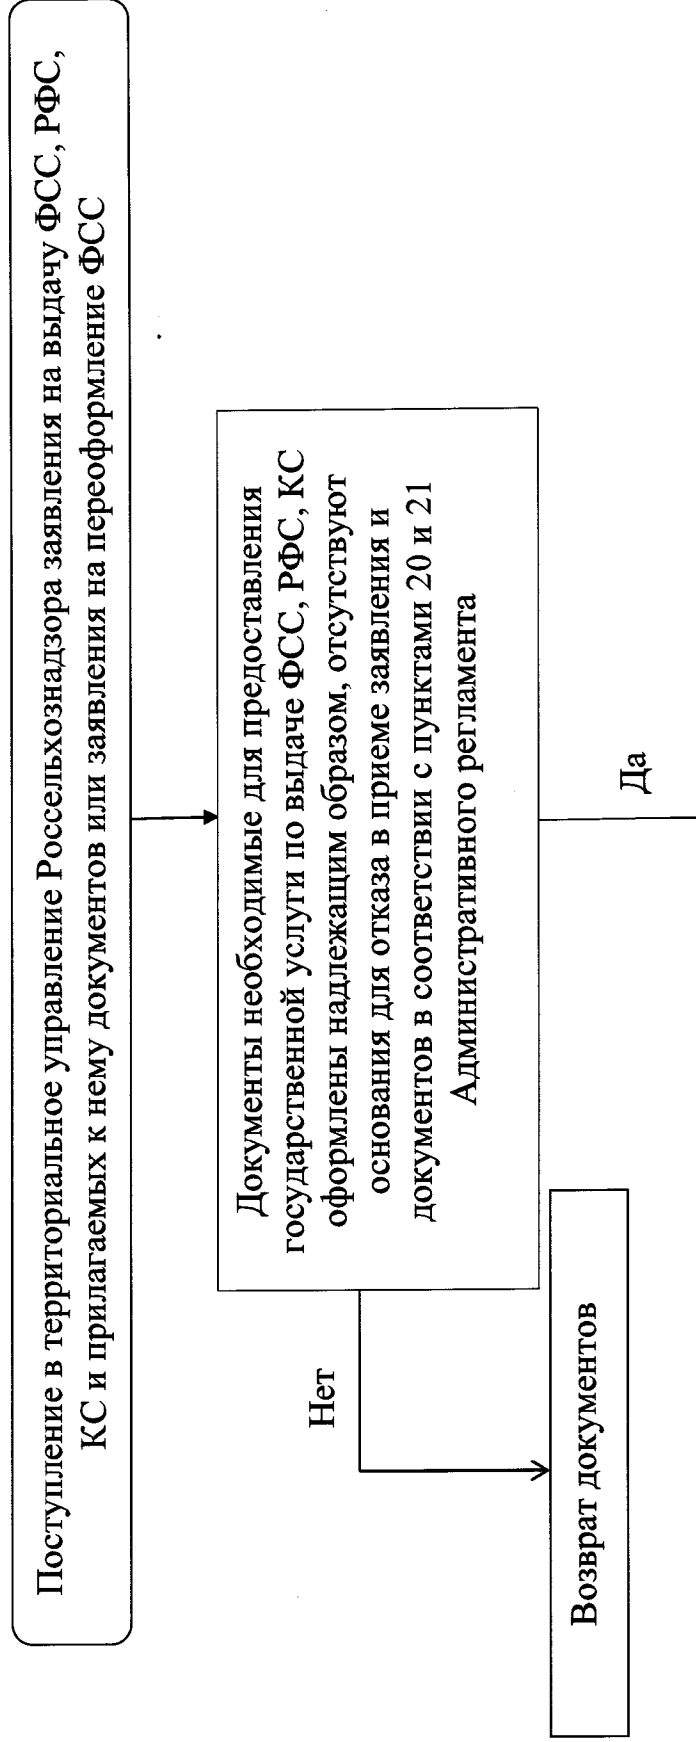 Поступление в территориальное управление Россельхознадзора заявления на выдачу ФСС, РФС,
КС и прилагаемых к нему документов или заявления на переоформление ФСС
Документы необходимые для предоставления
государственной услуги по выдаче ФСС, РФС, КС
оформлены надлежащим образом, отсутствуют
основания для отказа в приеме заявления и
документов в соответствии с пунктами 20 и 21
Административного регламента
Нет
Да
Возврат документов